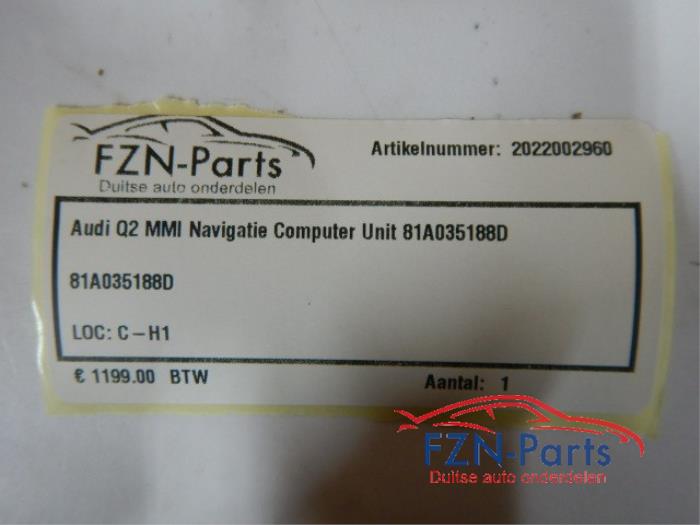 FZN-Parts
Duitse auto onderdelen
Artikelnummer: 2022002960
Audi Q2 MMI Navigatie Computer Unit 81A035188D
81A035188D
LOC: C-H1
€ 1199.00 BTW
Aantal: 1
FZN-Parts
Duitse auto onderdelen